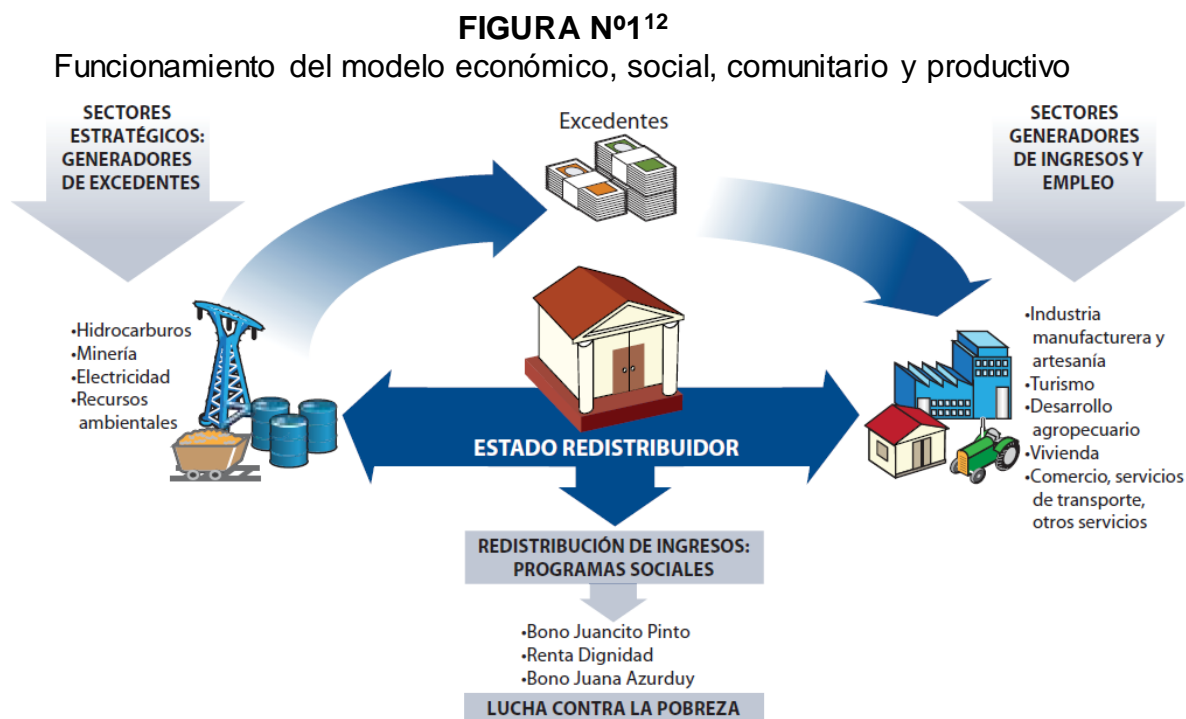 FIGURA Nº1¹²
Funcionamiento del modelo económico, social, comunitario y productivo
SECTORES
ESTRATÉGICOS:
GENERADORES
DE EXCEDENTES
Excedentes
SECTORES
GENERADORES
DE INGRESOS Y
EMPLEO
•Hidrocarburos
•Minería
•Electricidad
•Recursos
ambientales
•Industria
manufacturera y
artesanía
•Turismo
•Desarrollo
agropecuario
•Vivienda
•Comercio, servicios
de transporte,
otros servicios
ESTADO REDISTRIBUIDOR
REDISTRIBUCIÓN DE INGRESOS:
PROGRAMAS SOCIALES
•Bono Juancito Pinto
•Renta Dignidad
•Bono Juana Azurduy
LUCHA CONTRA LA POBREZA